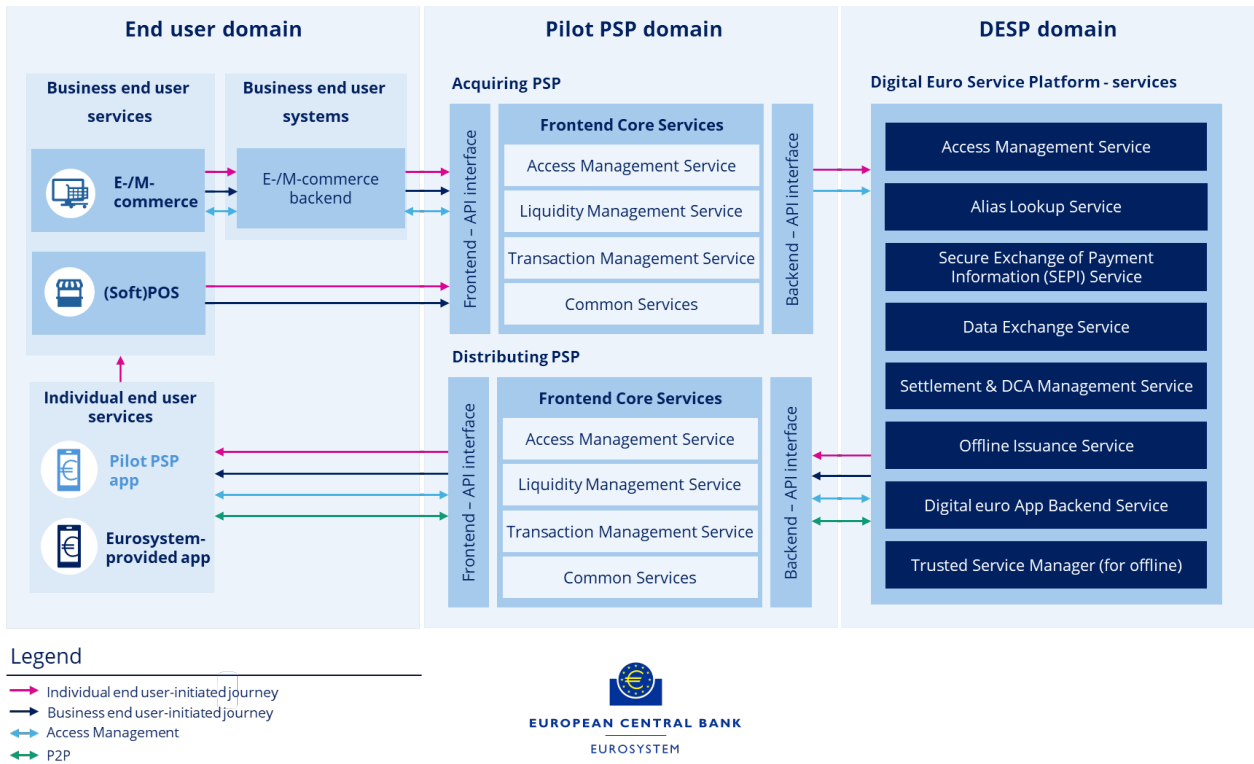 End user domain
Pilot PSP domain
DESP domain
Business end user
services
Business end user
systems
E-/M-
commerce
E-/M-commerce
backend
(Soft)POS
Individual end user
services
Pilot PSP
app
Eurosystem-
provided app
Acquiring PSP
Frontend – API interface
Frontend Core Services
Access Management Service
Liquidity Management Service
Transaction Management Service
Common Services
Backend – API interface
Distributing PSP
Frontend – API interface
Frontend Core Services
Access Management Service
Liquidity Management Service
Transaction Management Service
Common Services
Backend – API interface
Digital Euro Service Platform - services
Access Management Service
Alias Lookup Service
Secure Exchange of Payment
Information (SEPI) Service
Data Exchange Service
Settlement & DCA Management Service
Offline Issuance Service
Digital euro App Backend Service
Trusted Service Manager (for offline)
Legend
Individual end user-initiated journey
Business end user-initiated journey
Access Management
P2P
EUROPEAN CENTRAL BANK
EUROSYSTEM